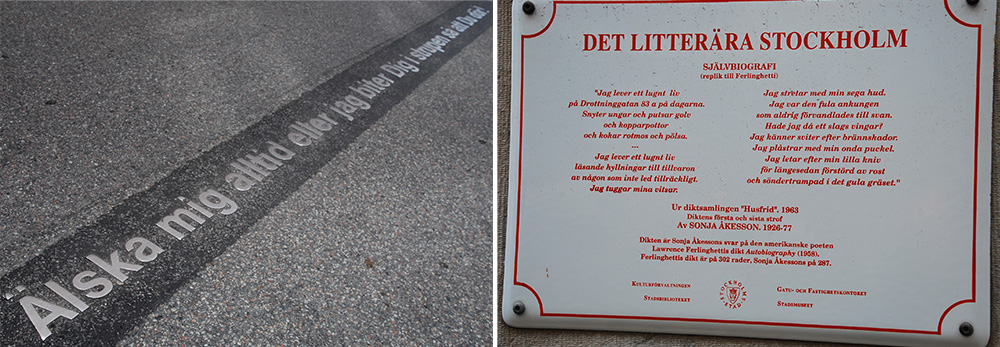 Älska mig alltid eller jag biter Dig i strupen så att Du dör!
DET LITTERÄRA STOCKHOLM
SJÄLVBIOGRAFI
(replik till Ferlinghetti)
"Jag lever ett lugnt liv
på Drottninggatan 83 a på dagarna.
Snyter ungar och putsar golv
och kopparpottor
och kokar rotmos och pölsa.
...
Jag lever ett lugnt liv
läsande hyllningar till tillvaron
av någon som inte led tillräckligt.
Jag tuggar mina vitsar.
Jag stretar med min sega hud.
Jag var den fula ankungen
som aldrig förvandlades till svan.
Hade jag då ett slags vingar?
Jag känner sviter efter brännskador.
Jag plåstrar med min onda puckel.
Jag letar efter min lilla kniv
för längesedan förstörd av rost
och söndertrampad i det gula gräset."
Ur diktsamlingen "Husfrid". 1963
Diktens första och sista strof
Av SONJA ÅKESSON. 1926-77
Dikten är Sonja Åkessons svar på den amerikanske poeten
Lawrence Ferlinghettis dikt Autobiography (1958).
Ferlinghettis dikt är på 302 rader, Sonja Åkessons på 287.
KULTURFÖRVALTNINGEN
STADSBIBLIOTEKET
STOCKHOLMS STAD
GATU- OCH FASTIGHETSKONTORET
STADSMUSEET